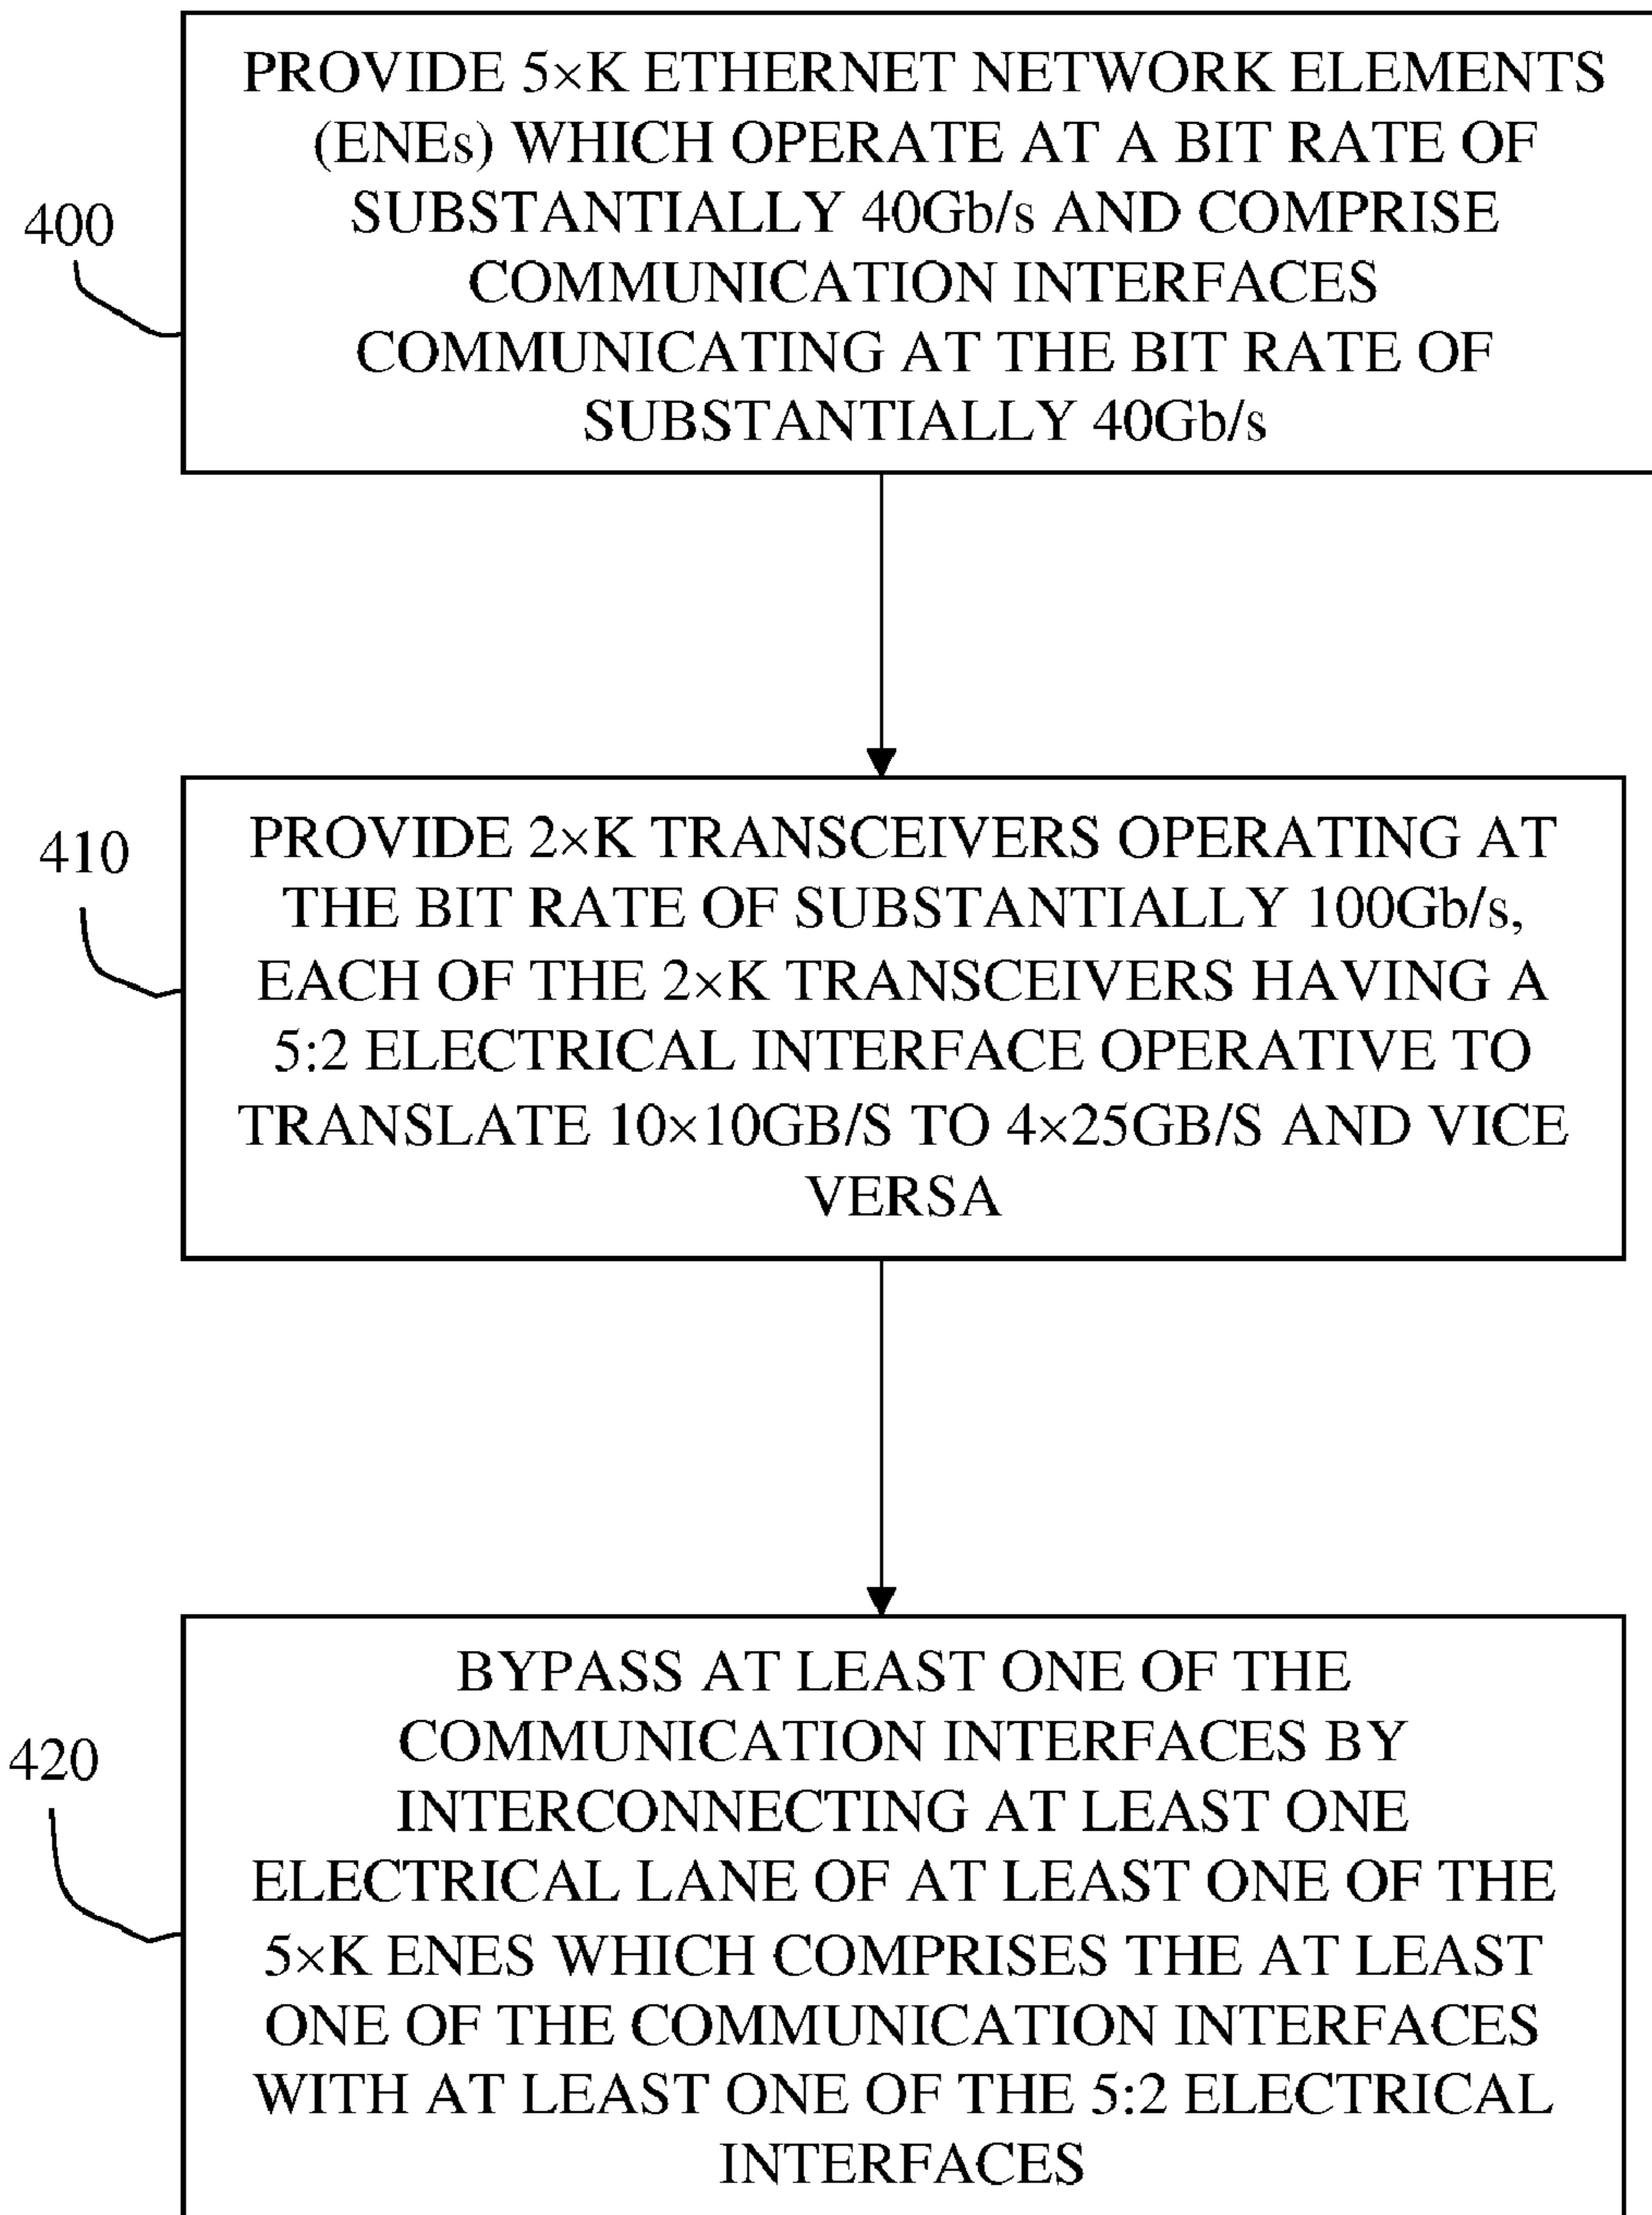 PROVIDE 5×K ETHERNET NETWORK ELEMENTS
(ENEs) WHICH OPERATE AT A BIT RATE OF
SUBSTANTIALLY 40Gb/s AND COMPRISE
COMMUNICATION INTERFACES
COMMUNICATING AT THE BIT RATE OF
SUBSTANTIALLY 40Gb/s
400
PROVIDE 2×K TRANSCEIVERS OPERATING AT
THE BIT RATE OF SUBSTANTIALLY 100Gb/s,
EACH OF THE 2×K TRANSCEIVERS HAVING A
5:2 ELECTRICAL INTERFACE OPERATIVE TO
TRANSLATE 10×10GB/S TO 4×25GB/S AND VICE
VERSA
410
BYPASS AT LEAST ONE OF THE
COMMUNICATION INTERFACES BY
INTERCONNECTING AT LEAST ONE
ELECTRICAL LANE OF AT LEAST ONE OF THE
5×K ENES WHICH COMPRISES THE AT LEAST
ONE OF THE COMMUNICATION INTERFACES
WITH AT LEAST ONE OF THE 5:2 ELECTRICAL
INTERFACES
420